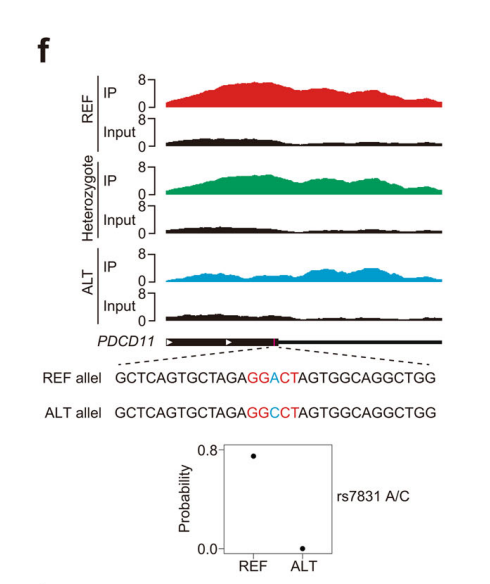 f
REF
IP
8
0
Input
8
0
Heterozygote
IP
8
0
Input
8
0
ALT
IP
8
0
Input
8
0
PDCD11
REF allel GCTCAGTGCTAGAGGACTAGTGGCAGGCTGG
ALT allel GCTCAGTGCTAGAGGCCTAGTGGCAGGCTGG
Probability
0.8
0.0
REF ALT
rs7831 A/C